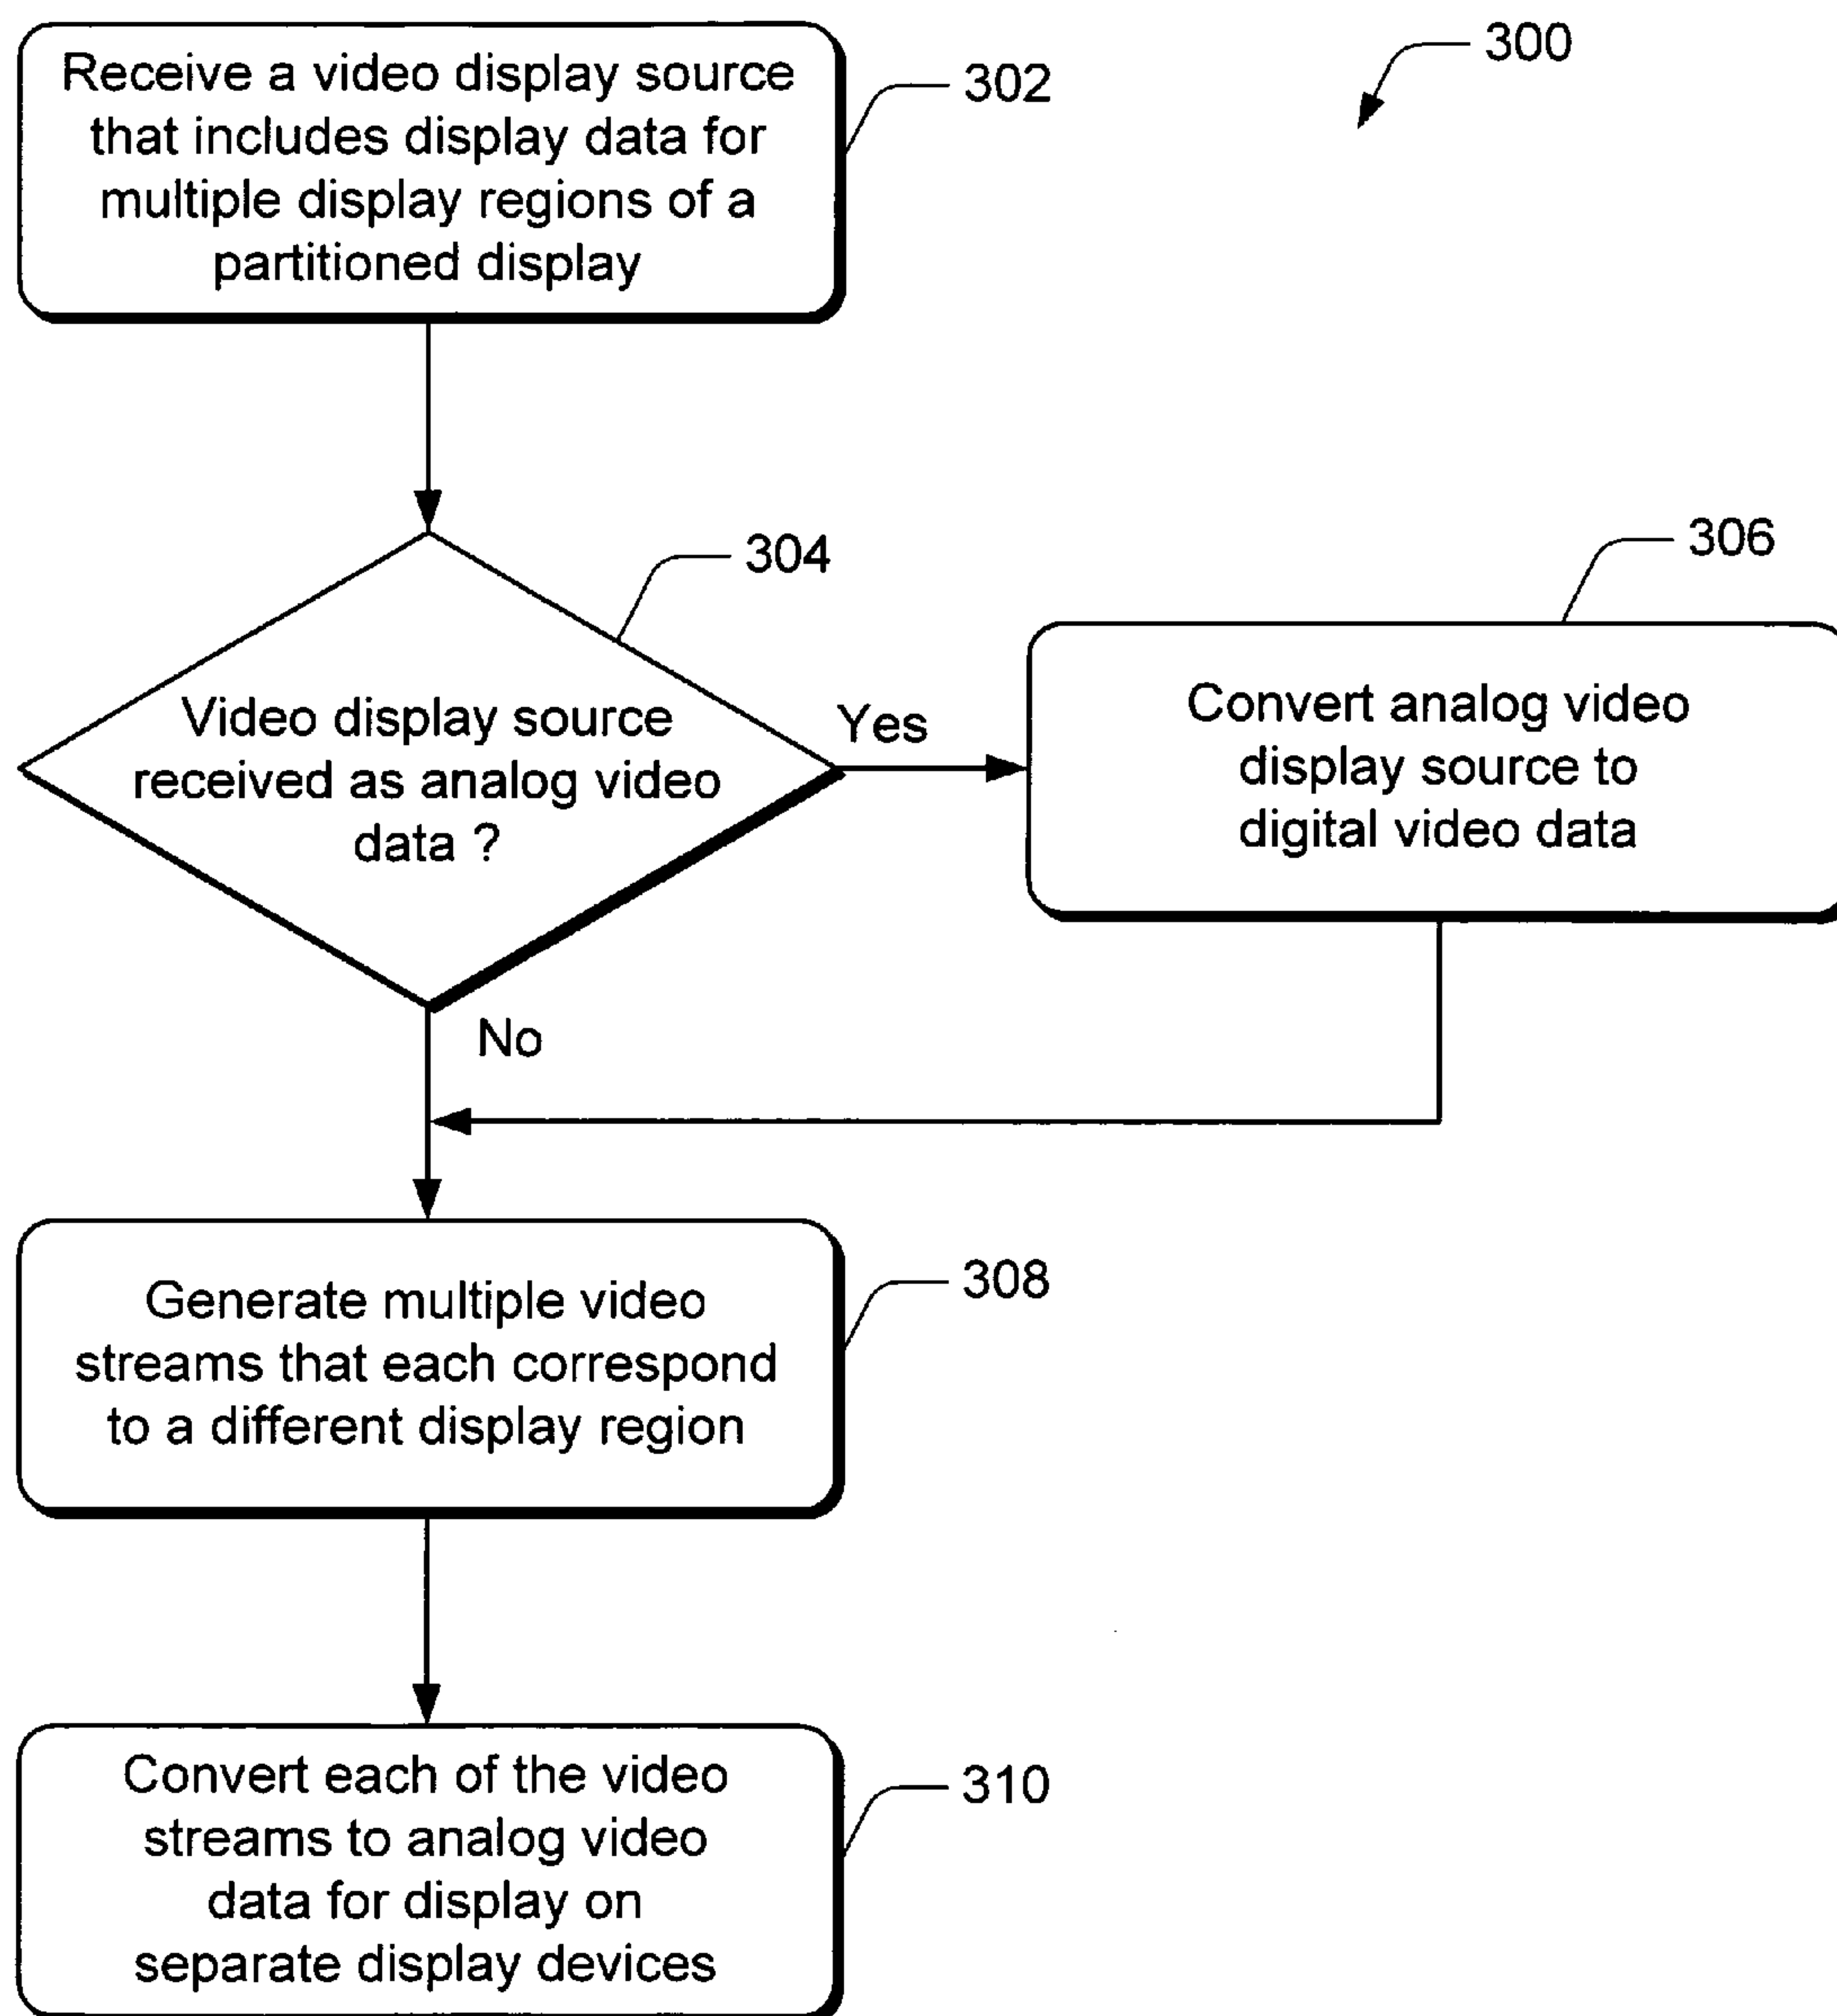 300
Receive a video display source
that includes display data for
multiple display regions of a
partitioned display
302
304
Video display source
received as analog video
data ?
Yes
306
Convert analog video
display source to
digital video data
No
Generate multiple video
streams that each correspond
to a different display region
308
Convert each of the video
streams to analog video
data for display on
separate display devices
310